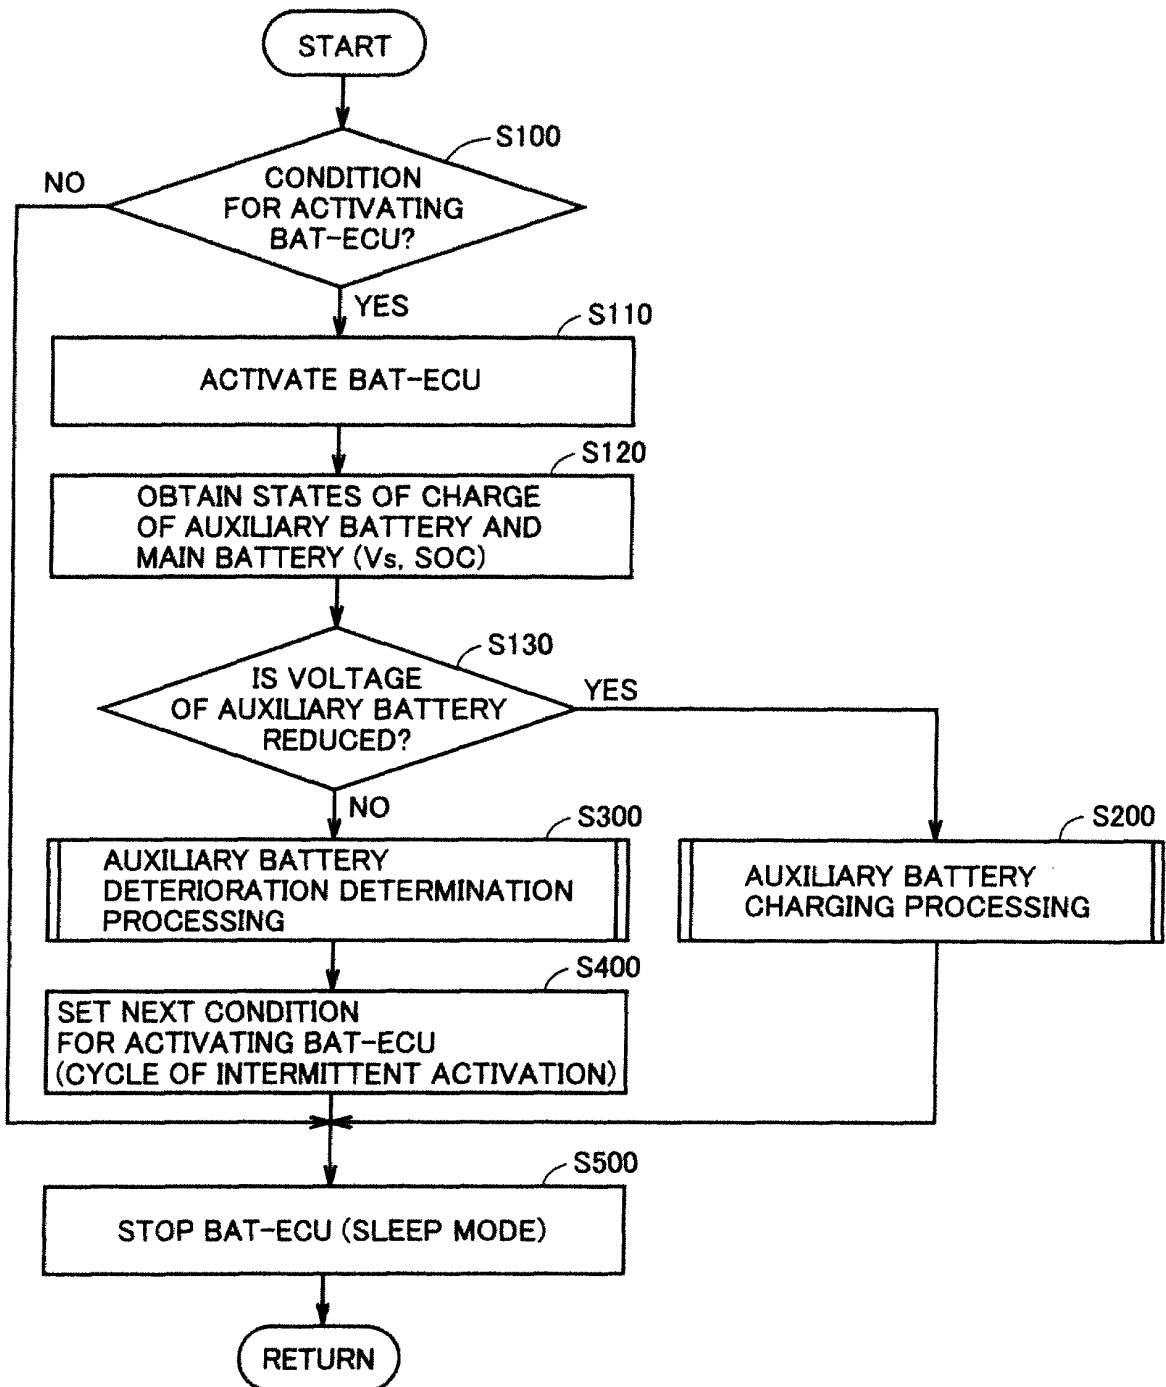 START
S100
CONDITION
FOR ACTIVATING
BAT-ECU?
NO
YES
S110
ACTIVATE BAT-ECU
S120
OBTAIN STATES OF CHARGE
OF AUXILIARY BATTERY AND
MAIN BATTERY (Vs, SOC)
S130
IS VOLTAGE
OF AUXILIARY BATTERY
REDUCED?
YES
NO
S300
AUXILIARY BATTERY
DETERIORATION DETERMINATION
PROCESSING
S200
AUXILIARY BATTERY
CHARGING PROCESSING
S400
SET NEXT CONDITION
FOR ACTIVATING BAT-ECU
(CYCLE OF INTERMITTENT ACTIVATION)
S500
STOP BAT-ECU (SLEEP MODE)
RETURN